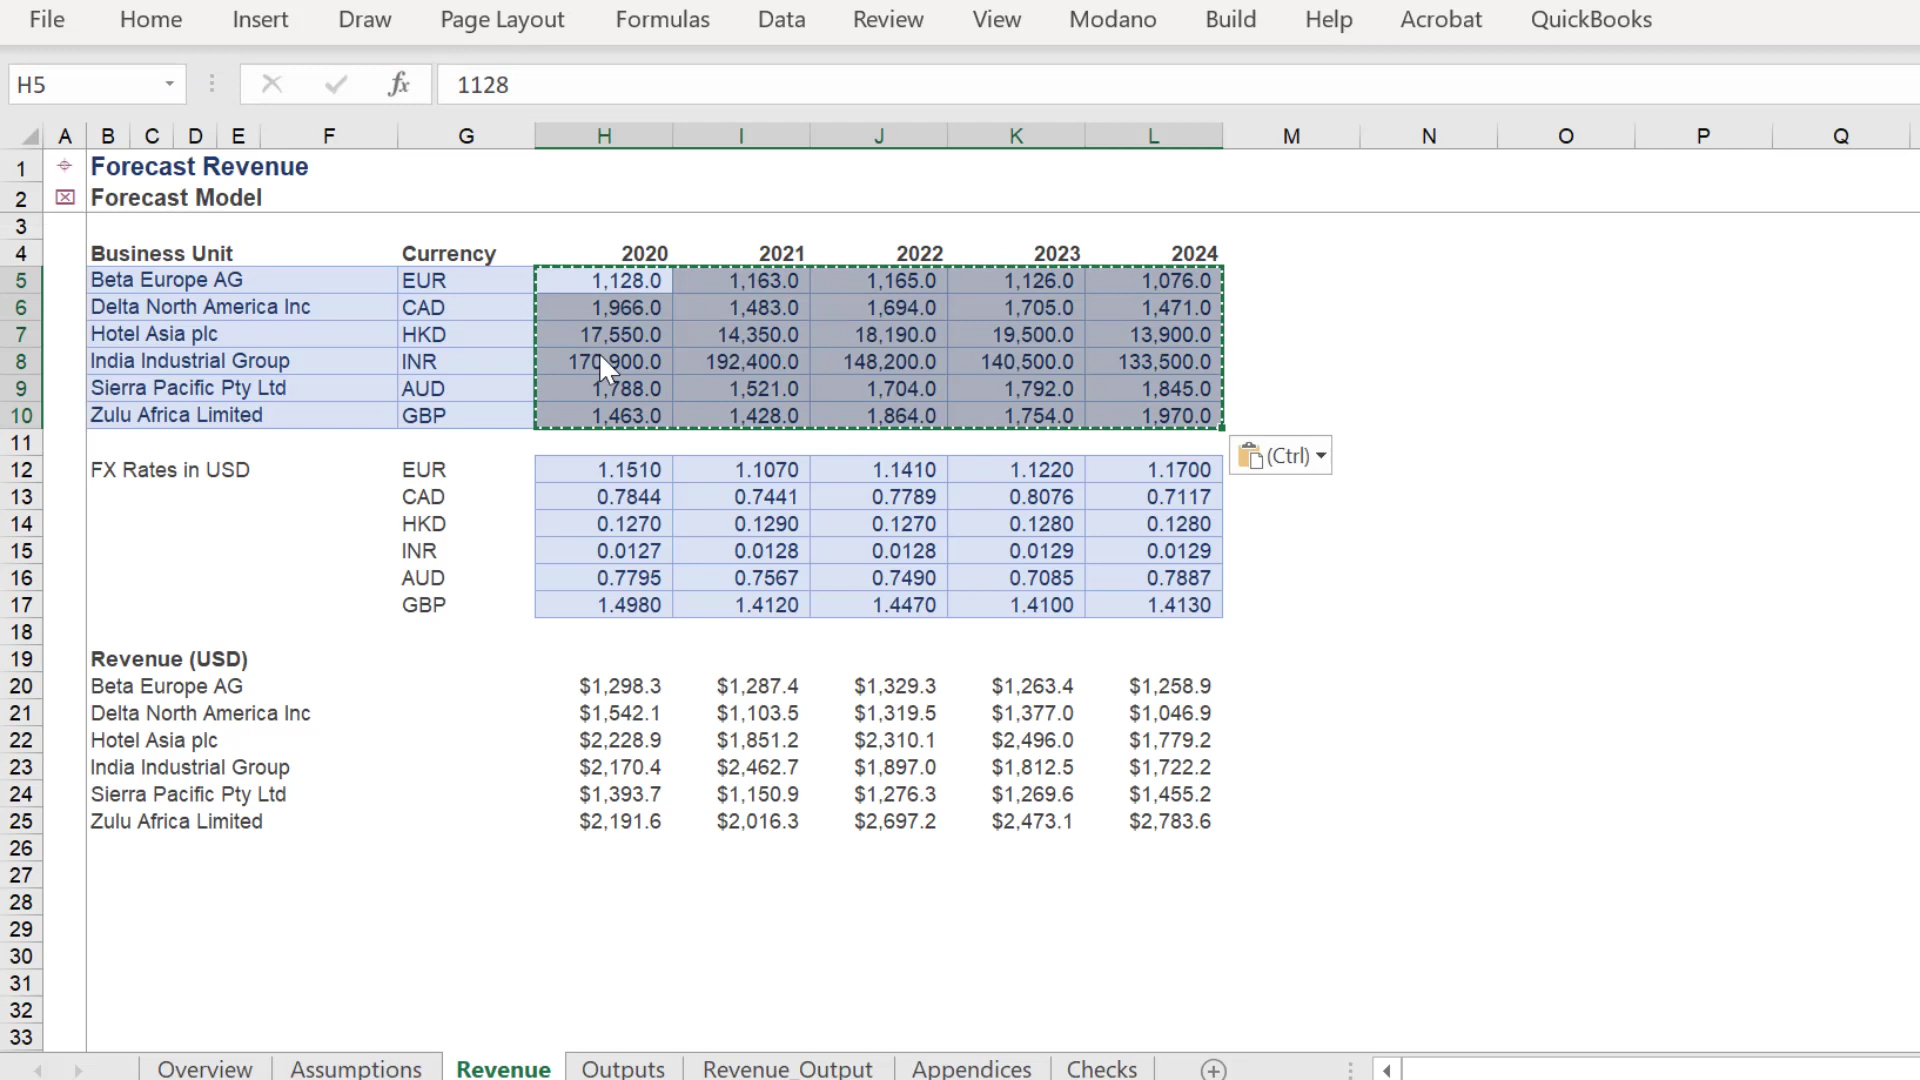 File Home Insert Draw Page Layout Formulas Data Review View Modano Build Help Acrobat QuickBooks
H5 fx 1128
A B C D E F G H I J K L M N O P Q
1 Forecast Revenue
2 Forecast Model
3
4 Business Unit Currency 2020 2021 2022 2023 2024
5 Beta Europe AG EUR 1,128.0 1,163.0 1,165.0 1,126.0 1,076.0
6 Delta North America Inc CAD 1,966.0 1,483.0 1,694.0 1,705.0 1,471.0
7 Hotel Asia plc HKD 17,550.0 14,350.0 18,190.0 19,500.0 13,900.0
8 India Industrial Group INR 170,900.0 192,400.0 148,200.0 140,500.0 133,500.0
9 Sierra Pacific Pty Ltd AUD 1,788.0 1,521.0 1,704.0 1,792.0 1,845.0
10 Zulu Africa Limited GBP 1,463.0 1,428.0 1,864.0 1,754.0 1,970.0
11
(Ctrl)
12 FX Rates in USD EUR 1.1510 1.1070 1.1410 1.1220 1.1700
13 CAD 0.7844 0.7441 0.7789 0.8076 0.7117
14 HKD 0.1270 0.1290 0.1270 0.1280 0.1280
15 INR 0.0127 0.0128 0.0128 0.0129 0.0129
16 AUD 0.7795 0.7567 0.7490 0.7085 0.7887
17 GBP 1.4980 1.4120 1.4470 1.4100 1.4130
18
19 Revenue (USD)
20 Beta Europe AG $1,298.3 $1,287.4 $1,329.3 $1,263.4 $1,258.9
21 Delta North America Inc $1,542.1 $1,103.5 $1,319.5 $1,377.0 $1,046.9
22 Hotel Asia plc $2,228.9 $1,851.2 $2,310.1 $2,496.0 $1,779.2
23 India Industrial Group $2,170.4 $2,462.7 $1,897.0 $1,812.5 $1,722.2
24 Sierra Pacific Pty Ltd $1,393.7 $1,150.9 $1,276.3 $1,269.6 $1,455.2
25 Zulu Africa Limited $2,191.6 $2,016.3 $2,697.2 $2,473.1 $2,783.6
26
27
28
29
30
31
32
33
Overview Assumptions Revenue Outputs Revenue_Output Appendices Checks